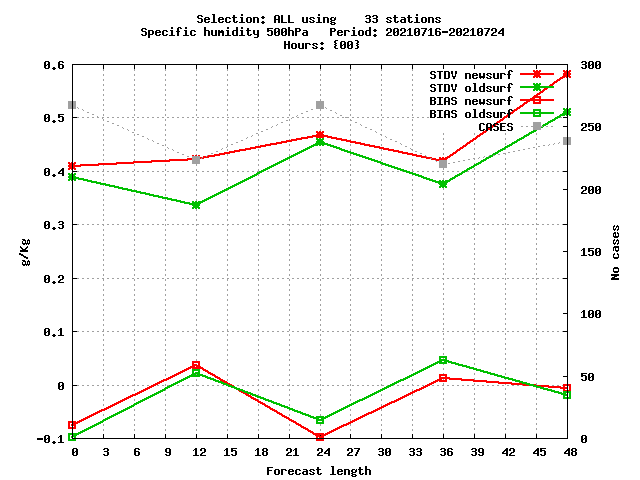 Selection: ALL using    33 stations
Specific humidity 500hPa   Period: 20210716-20210724
Hours: {00}
0.6
0.5
0.4
0.3
0.2
0.1
0
-0.1
g/Kg
300
250
200
150
100
50
0
No cases
STDV newsurf
STDV oldsurf
BIAS newsurf
BIAS oldsurf
CASES
0 3 6 9 12 15 18 21 24 27 30 33 36 39 42 45 48
Forecast length